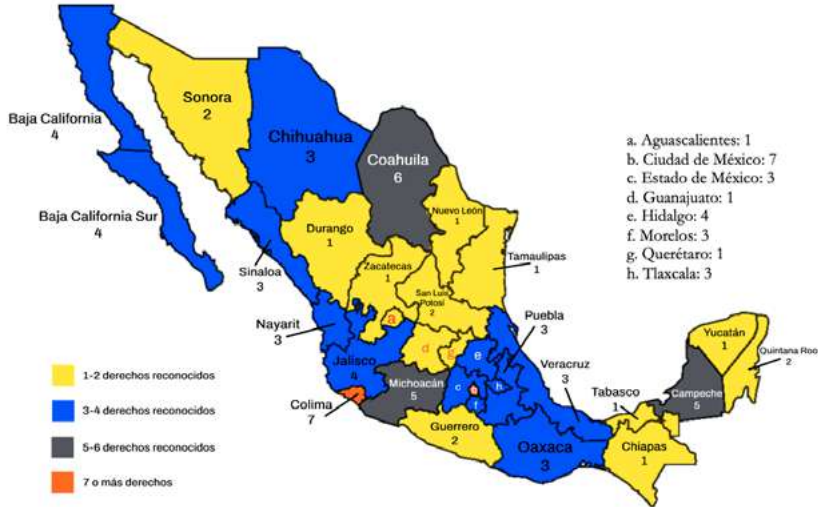 Baja California
4
Sonora
2
Chihuahua
3
Coahuila
6
a. Aguascalientes: 1
b. Ciudad de México: 7
c. Estado de México: 3
d. Guanajuato: 1
e. Hidalgo: 4
f. Morelos: 3
g. Querétaro: 1
h. Tlaxcala: 3
Baja California Sur
4
Durango
1
Nuevo León
1
Sinaloa
3
Zacatecas
1
Tamaulipas
1
San Luis
Potosí
2
Nayarit
3
a
Puebla
3
Jalisco
4
d
g
e
Veracruz
3
Yucatán
1
Quintana Roo
2
Michoacán
5
c
h
f
Tabasco
1
Campeche
5
Colima
7
Guerrero
2
Oaxaca
3
Chiapas
1
1-2 derechos reconocidos
3-4 derechos reconocidos
5-6 derechos reconocidos
7 o más derechos